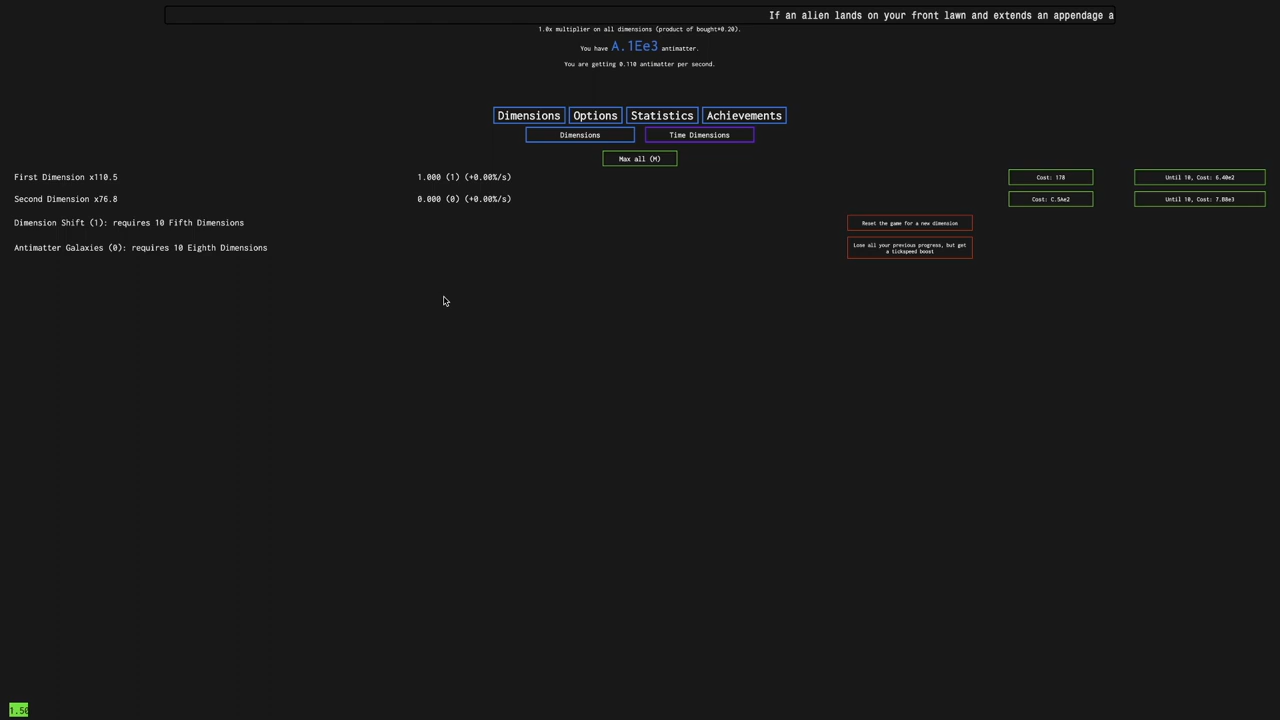 If an alien lands on your front lawn and extends an appendage a
1.0x multiplier on all dimensions (product of bought+0.20).
You have A.1Ee3 antimatter.
You are getting 0.110 antimatter per second.
Dimensions Options Statistics Achievements
Dimensions Time Dimensions
Max all (M)
First Dimension x110.5 1.000 (1) (+0.00%/s) Cost: 178 Until 10, Cost: 6.40e2
Second Dimension x76.8 0.000 (0) (+0.00%/s) Cost: C.5Ae2 Until 10, Cost: 7.B8e3
Dimension Shift (1): requires 10 Fifth Dimensions Reset the game for a new dimension
Antimatter Galaxies (0): requires 10 Eighth Dimensions Lose all your previous progress, but get
a tickspeed boost